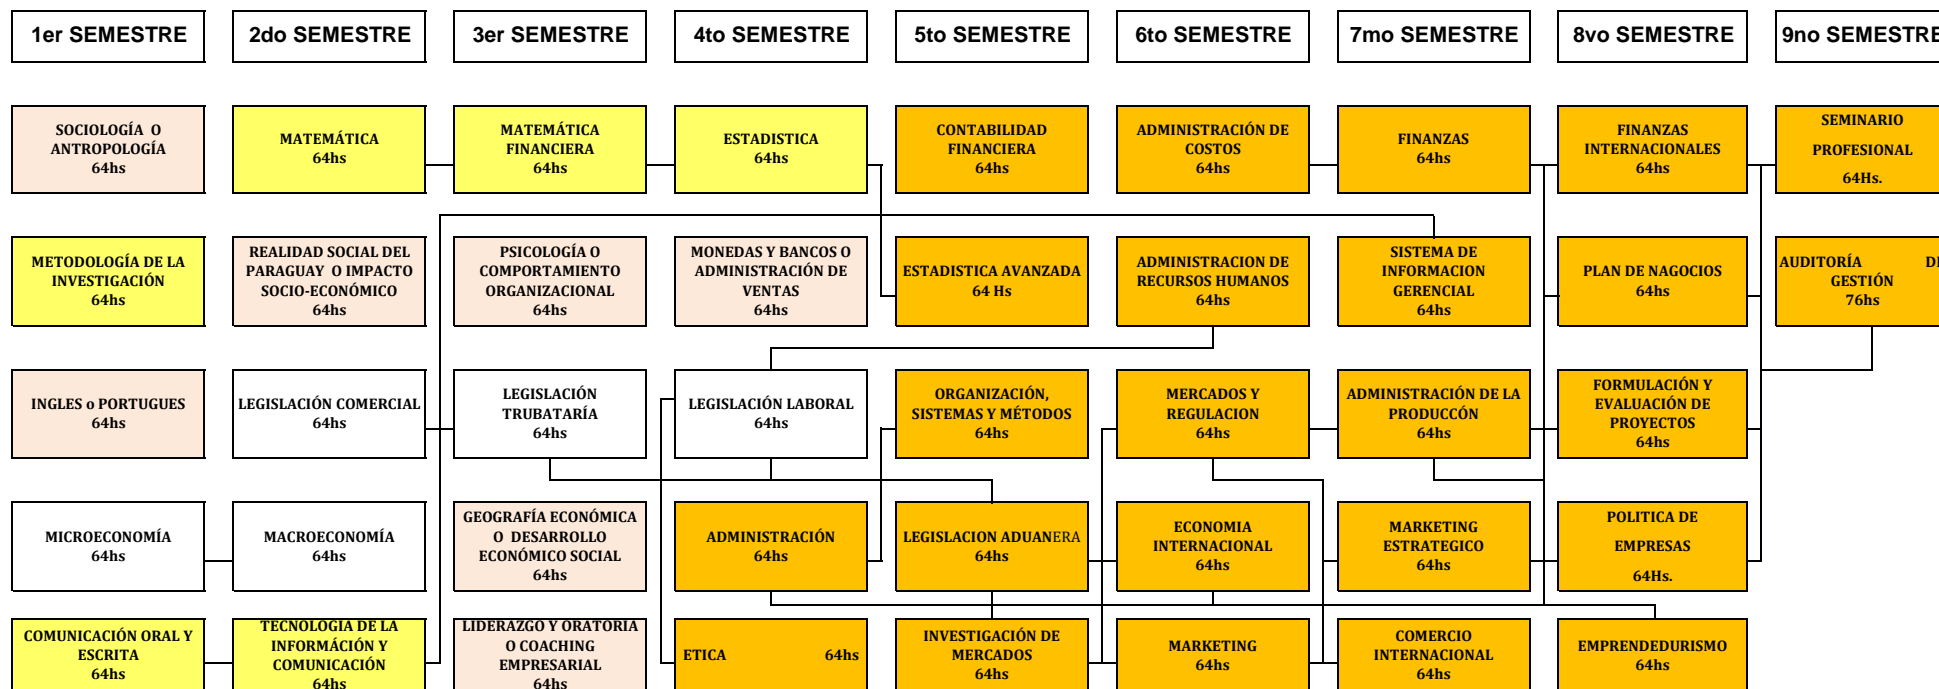 1er SEMESTRE
2do SEMESTRE
3er SEMESTRE
4to SEMESTRE
5to SEMESTRE
6to SEMESTRE
7mo SEMESTRE
8vo SEMESTRE
9no SEMESTRE
SOCIOLOGÍA O
ANTROPOLOGÍA
64hs
MATEMÁTICA
64hs
MATEMÁTICA
FINANCIERA
64hs
ESTADISTICA
64hs
CONTABILIDAD
FINANCIERA
64hs
ADMINISTRACIÓN DE
COSTOS
64hs
FINANZAS
64hs
FINANZAS
INTERNACIONALES
64hs
SEMINARIO
PROFESIONAL
64Hs.
METODOLOGÍA DE LA
INVESTIGACIÓN
64hs
REALIDAD SOCIAL DEL
PARAGUAY O IMPACTO
SOCIO-ECONÓMICO
64hs
PSICOLOGÍA O
COMPORTAMIENTO
ORGANIZACIONAL
64hs
MONEDAS Y BANCOS O
ADMINISTRACIÓN DE
VENTAS
64hs
ESTADISTICA AVANZADA
64 Hs
ADMINISTRACION DE
RECURSOS HUMANOS
64hs
SISTEMA DE
INFORMACION
GERENCIAL
64hs
PLAN DE NAGOCIOS
64hs
AUDITORÍA DE
GESTIÓN
76hs
INGLES o PORTUGUES
64hs
LEGISLACIÓN COMERCIAL
64hs
LEGISLACIÓN
TRUBATARÍA
64hs
LEGISLACIÓN LABORAL
64hs
ORGANIZACIÓN,
SISTEMAS Y MÉTODOS
64hs
MERCADOS Y
REGULACION
64hs
ADMINISTRACIÓN DE LA
PRODUCCÓN
64hs
FORMULACIÓN Y
EVALUACIÓN DE
PROYECTOS
64hs
MICROECONOMÍA
64hs
MACROECONOMÍA
64hs
GEOGRAFÍA ECONÓMICA
O DESARROLLO
ECONÓMICO SOCIAL
64hs
ADMINISTRACIÓN
64hs
LEGISLACION ADUANERA
64hs
ECONOMIA
INTERNACIONAL
64hs
MARKETING
ESTRATEGICO
64hs
POLITICA DE
EMPRESAS
64Hs.
COMUNICACIÓN ORAL Y
ESCRITA
64hs
TECNOLOGIA DE LA
INFORMÁCIÓN Y
COMUNICACIÓN
64hs
LIDERAZGO Y ORATORIA
O COACHING
EMPRESARIAL
64hs
ETICA 64hs
INVESTIGACIÓN DE
MERCADOS
64hs
MARKETING
64hs
COMERCIO
INTERNACIONAL
64hs
EMPRENDEDURISMO
64hs